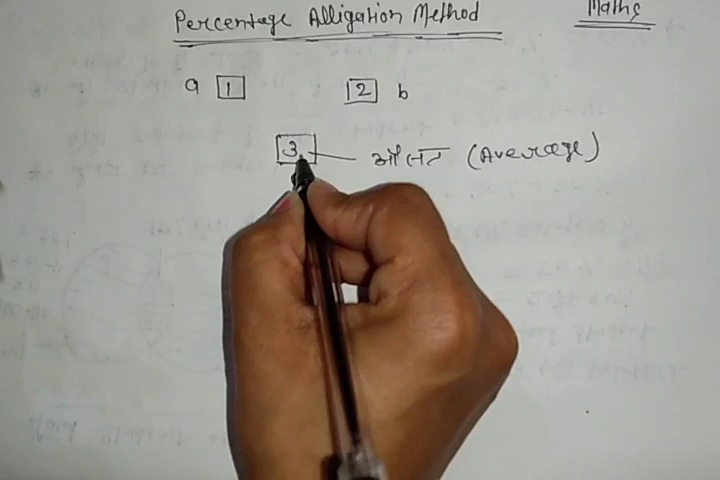 Percentage Alligation Method Maths
a 1 2 b
3 औसत (Average)